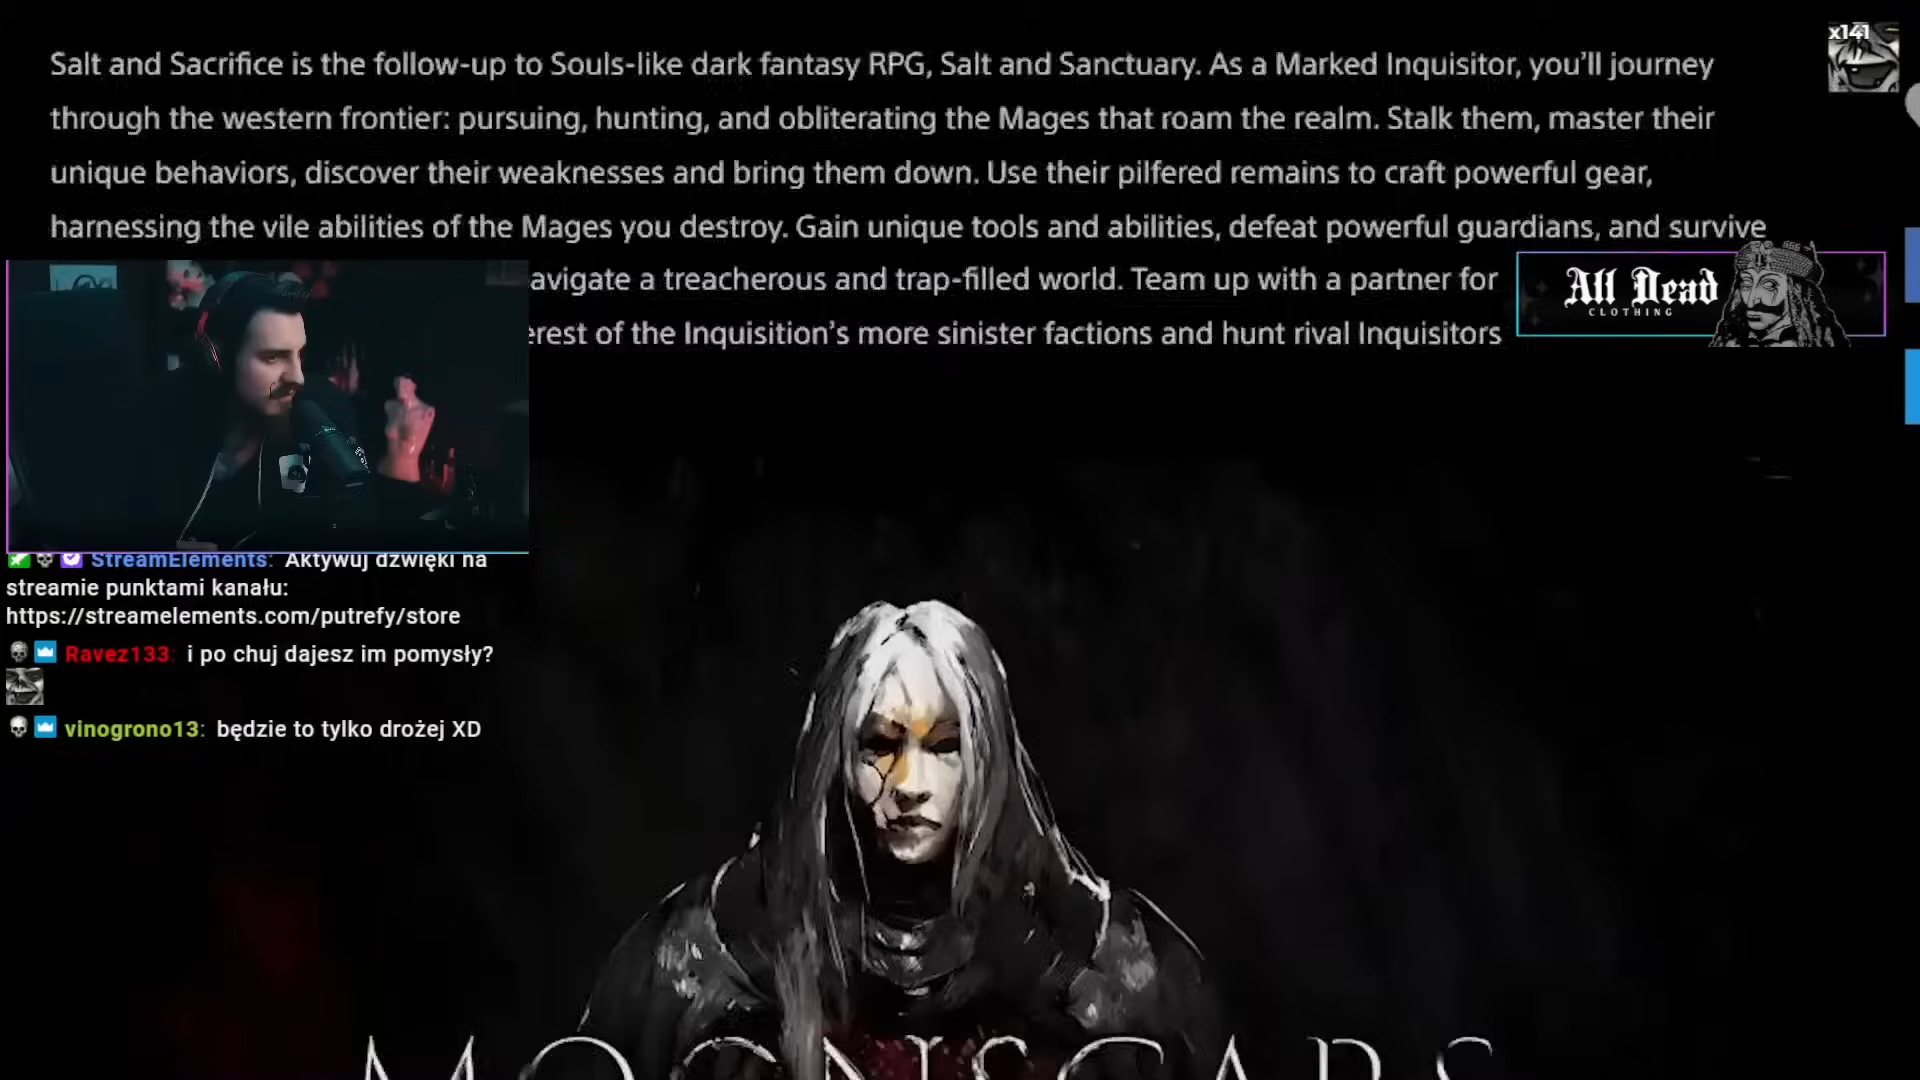 Salt and Sacrifice is the follow-up to Souls-like dark fantasy RPG, Salt and Sanctuary. As a Marked Inquisitor, you'll journey
through the western frontier: pursuing, hunting, and obliterating the Mages that roam the realm. Stalk them, master their
unique behaviors, discover their weaknesses and bring them down. Use their pilfered remains to craft powerful gear,
harnessing the vile abilities of the Mages you destroy. Gain unique tools and abilities, defeat powerful guardians, and survive
avigate a treacherous and trap-filled world. Team up with a partner for
erest of the Inquisition's more sinister factions and hunt rival Inquisitors
x141
All Dead
CLOTHING
StreamElements: Aktywuj dźwięki na
streamie punktami kanału:
https://streamelements.com/putrefy/store
Ravez133: i po chuj dajesz im pomysły?
vinogrono13: będzie to tylko drożej XD
MOONSCARS